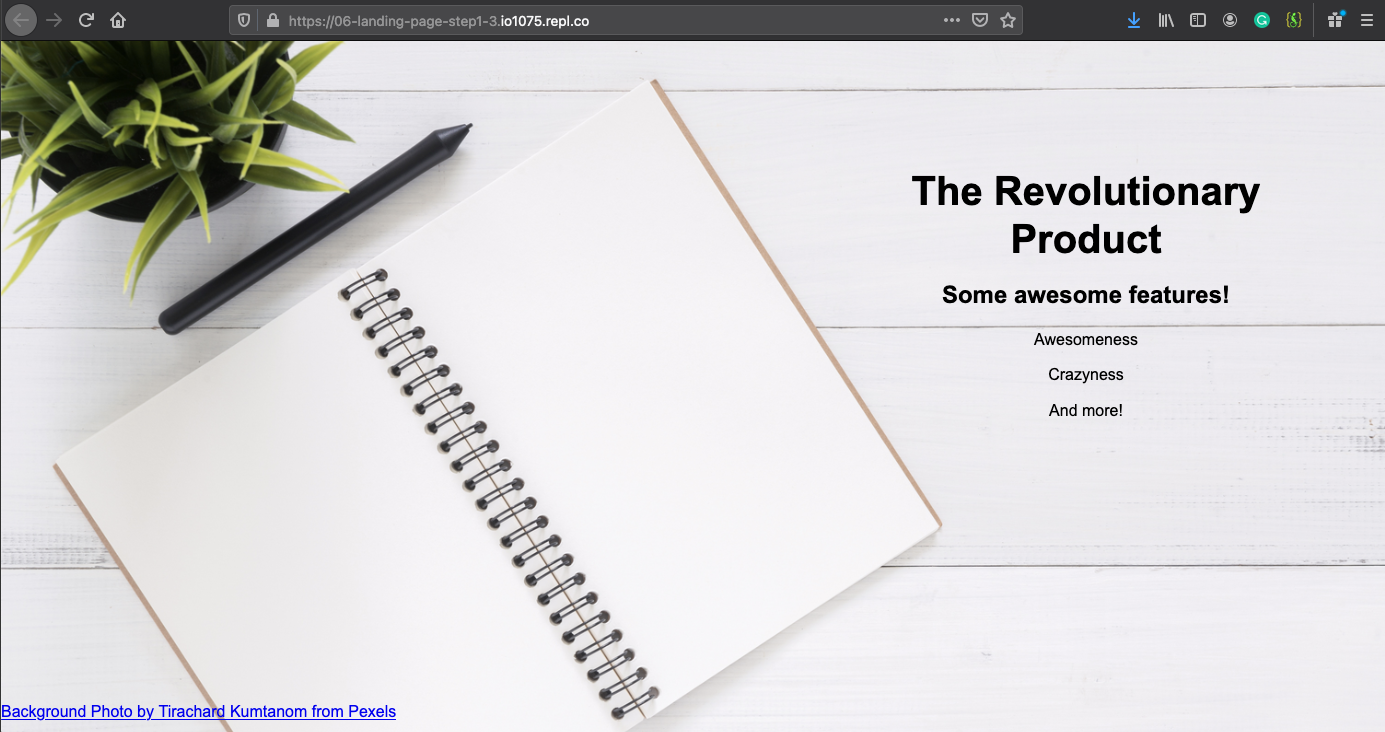 https://06-landing-page-step1-3.io1075.repl.co
The Revolutionary
Product
Some awesome features!
Awesomeness
Crazyness
And more!
Background Photo by Tirachard Kumtanom from Pexels